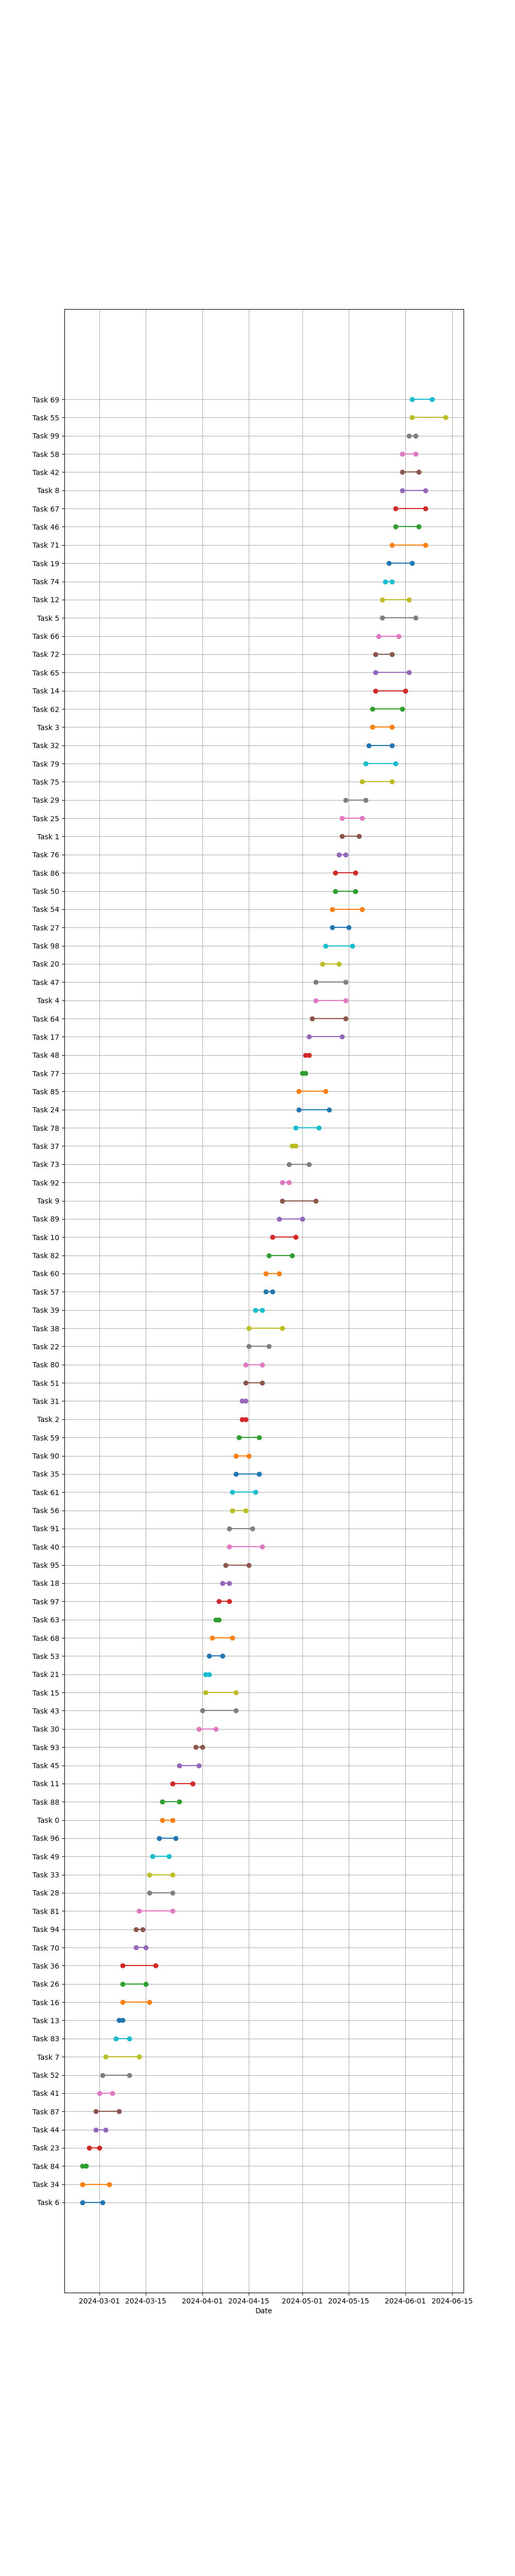 Task 69
Task 55
Task 99
Task 58
Task 42
Task 8
Task 67
Task 46
Task 71
Task 19
Task 74
Task 12
Task 5
Task 66
Task 72
Task 65
Task 14
Task 62
Task 3
Task 32
Task 79
Task 75
Task 29
Task 25
Task 1
Task 76
Task 86
Task 50
Task 54
Task 27
Task 98
Task 20
Task 47
Task 4
Task 64
Task 17
Task 48
Task 77
Task 85
Task 24
Task 78
Task 37
Task 73
Task 92
Task 9
Task 89
Task 10
Task 82
Task 60
Task 57
Task 39
Task 38
Task 22
Task 80
Task 51
Task 31
Task 2
Task 59
Task 90
Task 35
Task 61
Task 56
Task 91
Task 40
Task 95
Task 18
Task 97
Task 63
Task 68
Task 53
Task 21
Task 15
Task 43
Task 30
Task 93
Task 45
Task 11
Task 88
Task 0
Task 96
Task 49
Task 33
Task 28
Task 81
Task 94
Task 70
Task 36
Task 26
Task 16
Task 13
Task 83
Task 7
Task 52
Task 41
Task 87
Task 44
Task 23
Task 84
Task 34
Task 6
2024-03-01 2024-03-15 2024-04-01 2024-04-15 2024-05-01 2024-05-15 2024-06-01 2024-06-15
Date